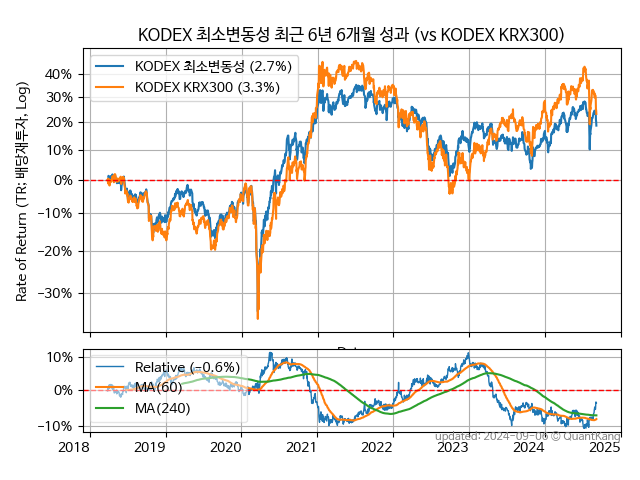 KODEX 최소변동성 최근 6년 6개월 성과 (vs KODEX KRX300)
Rate of Return (TR: 배당재투자, Log)
KODEX 최소변동성 (2.7%)
KODEX KRX300 (3.3%)
40%
30%
20%
10%
0%
−10%
−20%
−30%
10%
0%
−10%
Relative (−0.6%)
MA(60)
MA(240)
2018 2019 2020 2021 2022 2023 2024 2025
updated: 2024-09-06 © QuantKang